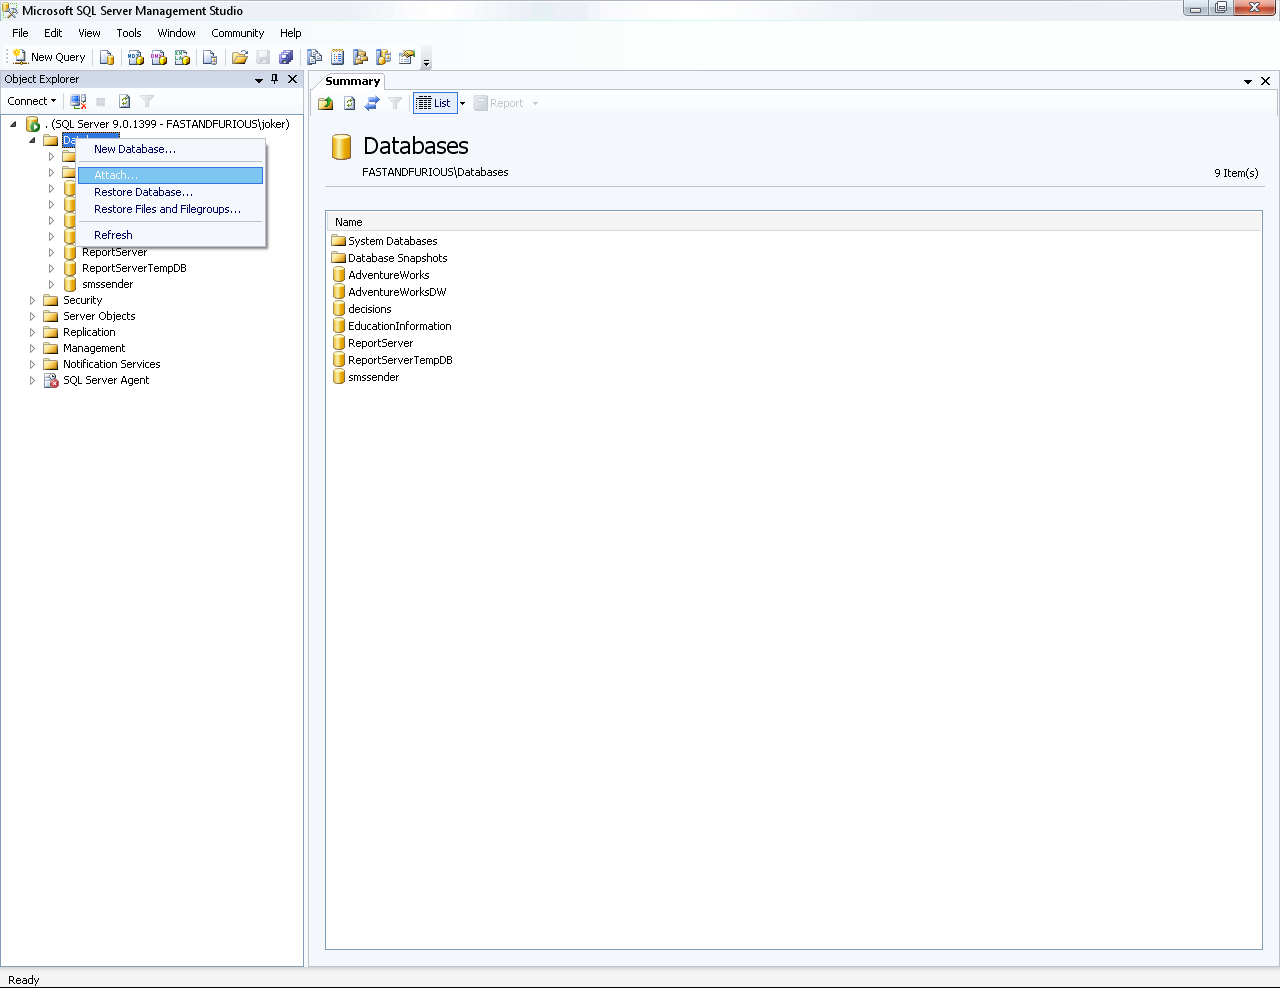 Microsoft SQL Server Management Studio
File Edit View Tools Window Community Help
New Query
Object Explorer
Connect
. (SQL Server 9.0.1399 - FASTANDFURIOUS\joker)
New Database...
Attach...
Restore Database...
Restore Files and Filegroups...
Refresh
ReportServer
ReportServerTempDB
smssender
Security
Server Objects
Replication
Management
Notification Services
SQL Server Agent
Summary
List Report
Databases
FASTANDFURIOUS\Databases 9 Item(s)
Name
System Databases
Database Snapshots
AdventureWorks
AdventureWorksDW
decisions
EducationInformation
ReportServer
ReportServerTempDB
smssender
Ready